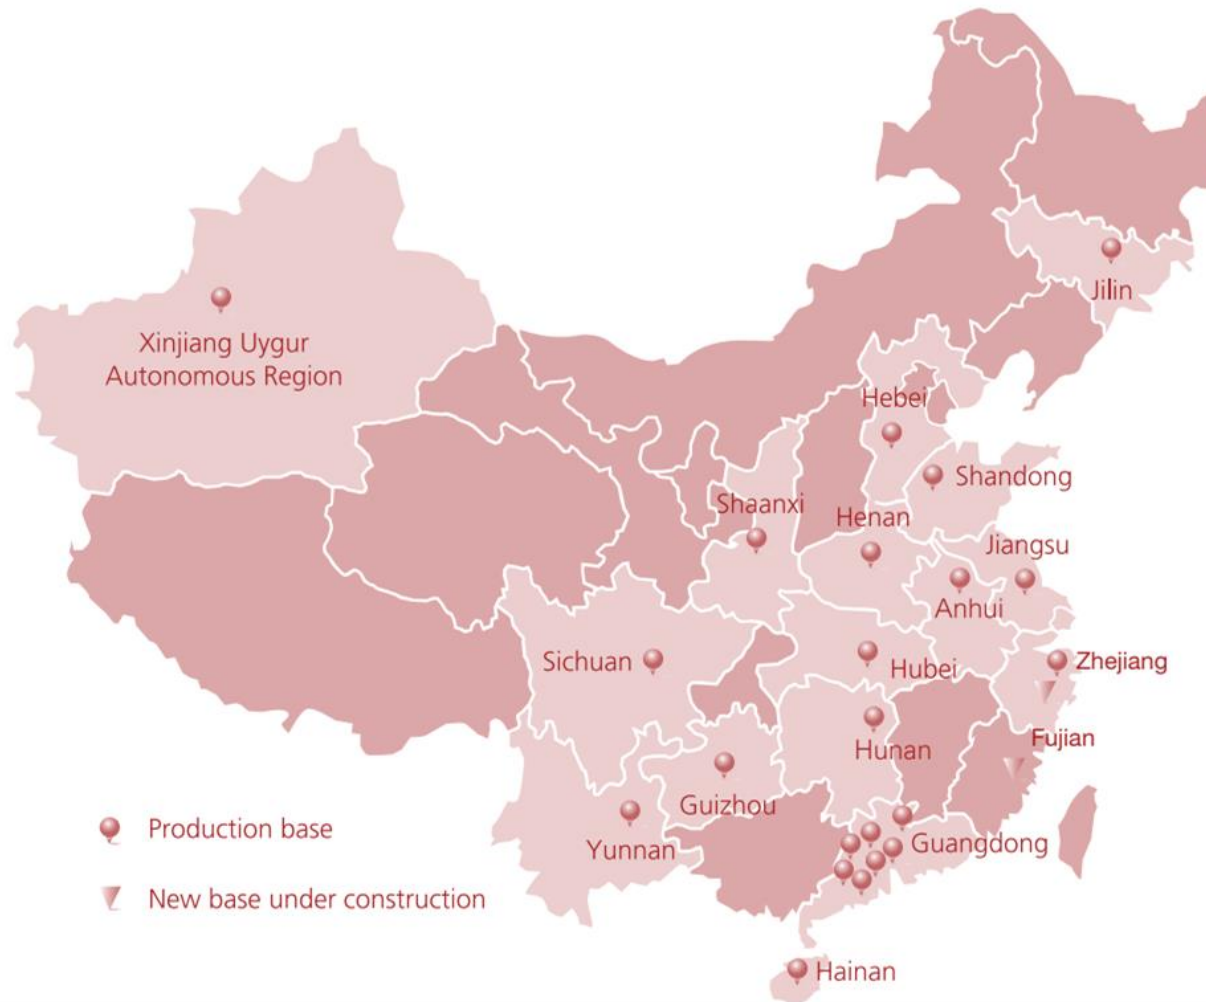 Jilin
Xinjiang Uygur
Autonomous Region
Hebei
Shandong
Shaanxi
Henan
Jiangsu
Anhui
Sichuan
Hubei
Zhejiang
Hunan
Fujian
Guizhou
Production base
Yunnan
Guangdong
New base under construction
Hainan